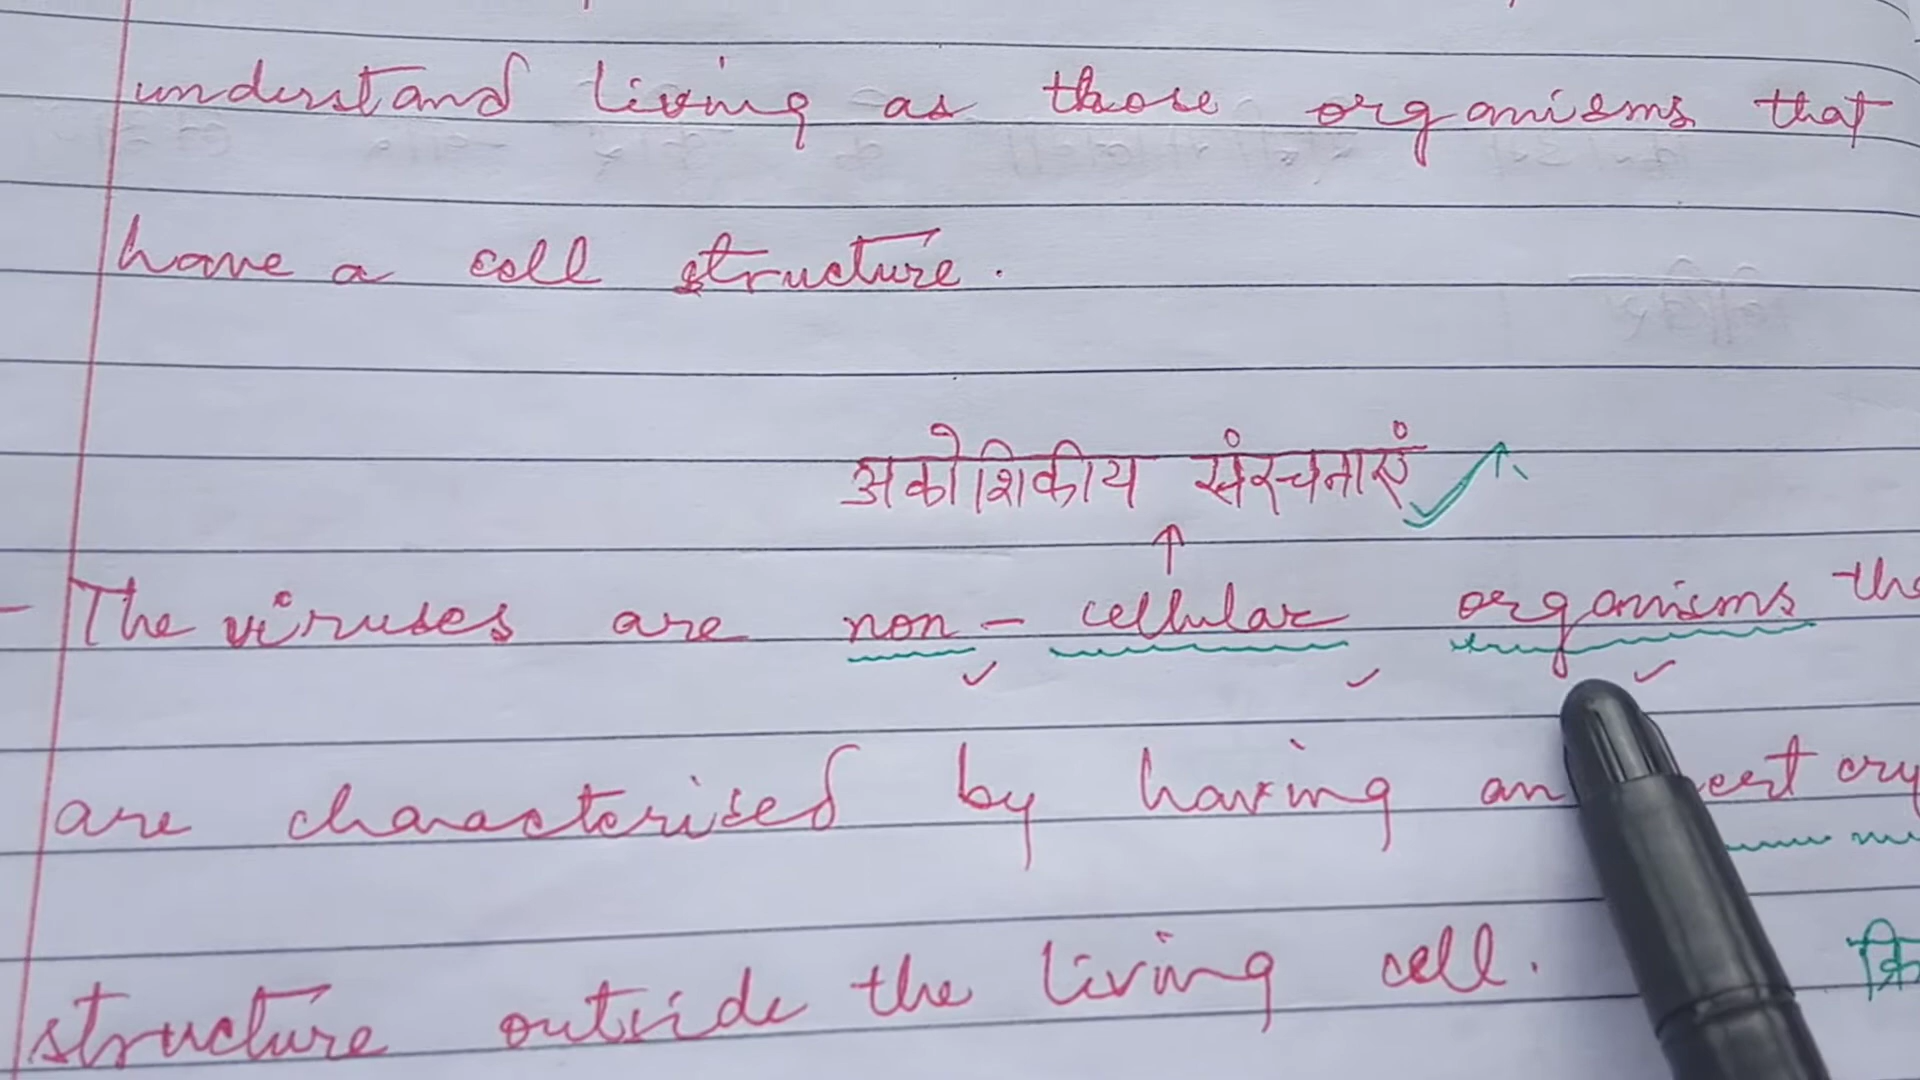 understand living as those organisms that
have a cell structure.
अकोशिकीय संरचनाएं
- The viruses are non - cellular organisms
are characterised by having an
structure outside the living cell.